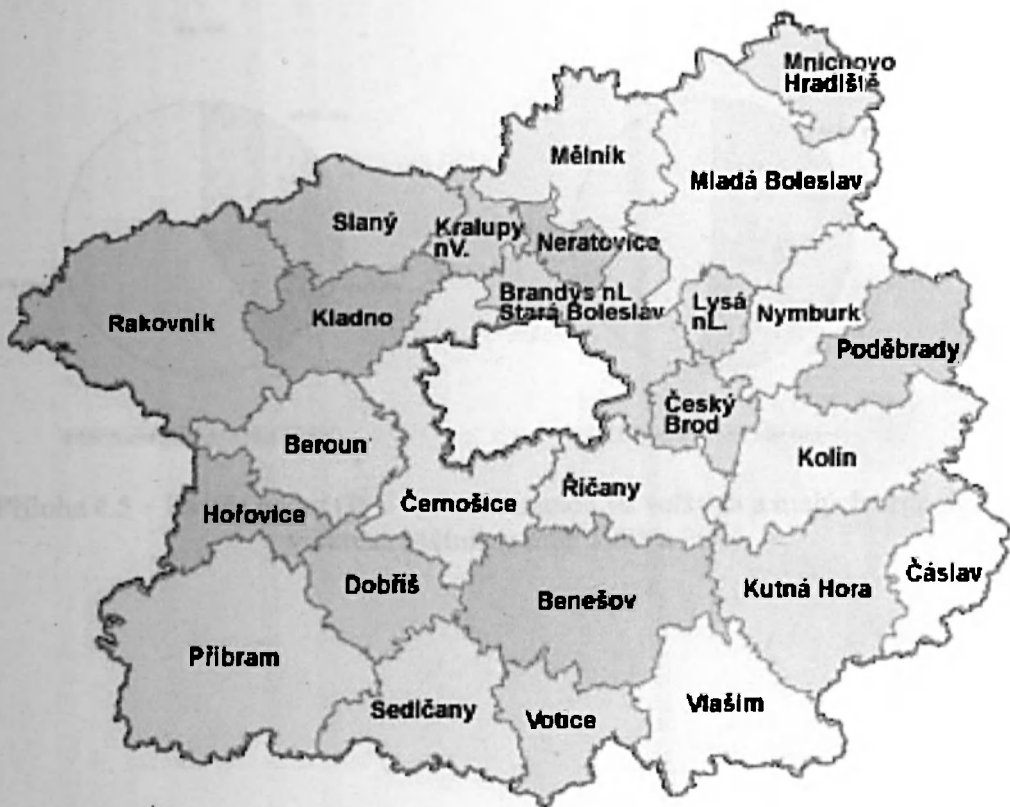 Mnichovo
Hradiště
Mělník
Mladá Boleslav
Slaný
Kralupy
nV.
Neratovice
Brandýs nL
Stará Boleslav
Lysá
nL.
Nymburk
Rakovník
Kladno
Poděbrady
Český
Brod
Beroun
Kolín
Říčany
Černošice
Hořovice
Čáslav
Dobříš
Benešov
Kutná Hora
Příbram
Sedlčany
Votice
Vlašim